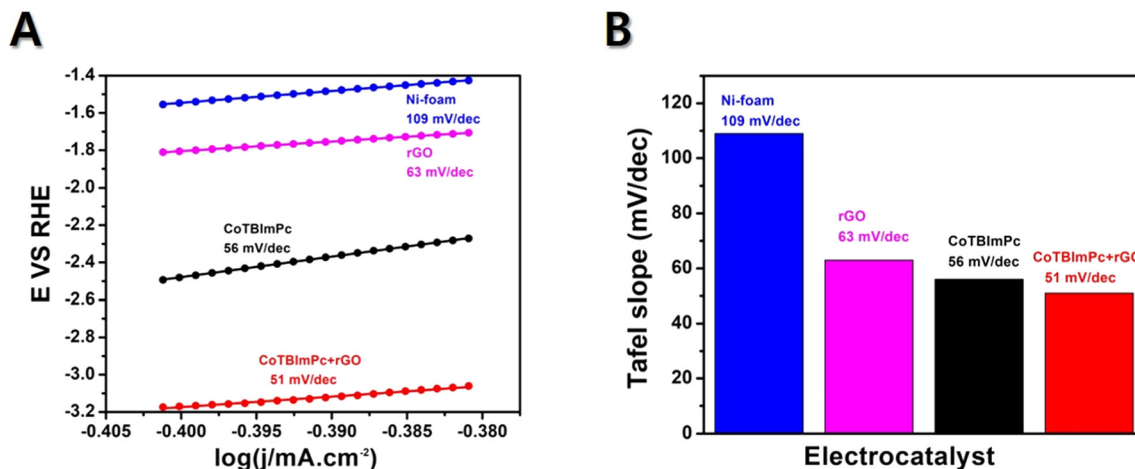 A
E VS RHE
-1.4
-1.6
-1.8
-2.0
-2.2
-2.4
-2.6
-2.8
-3.0
-3.2
Ni-foam
109 mV/dec
rGO
63 mV/dec
CoTBImPc
56 mV/dec
CoTBImPc+rGO
51 mV/dec
-0.405
-0.400
-0.395
-0.390
-0.385
-0.380
log(j/mA.cm⁻²)
B
Tafel slope (mV/dec)
120
100
80
60
40
20
0
Ni-foam
109 mV/dec
rGO
63 mV/dec
CoTBImPc
56 mV/dec
CoTBImPc+rGO
51 mV/dec
Electrocatalyst